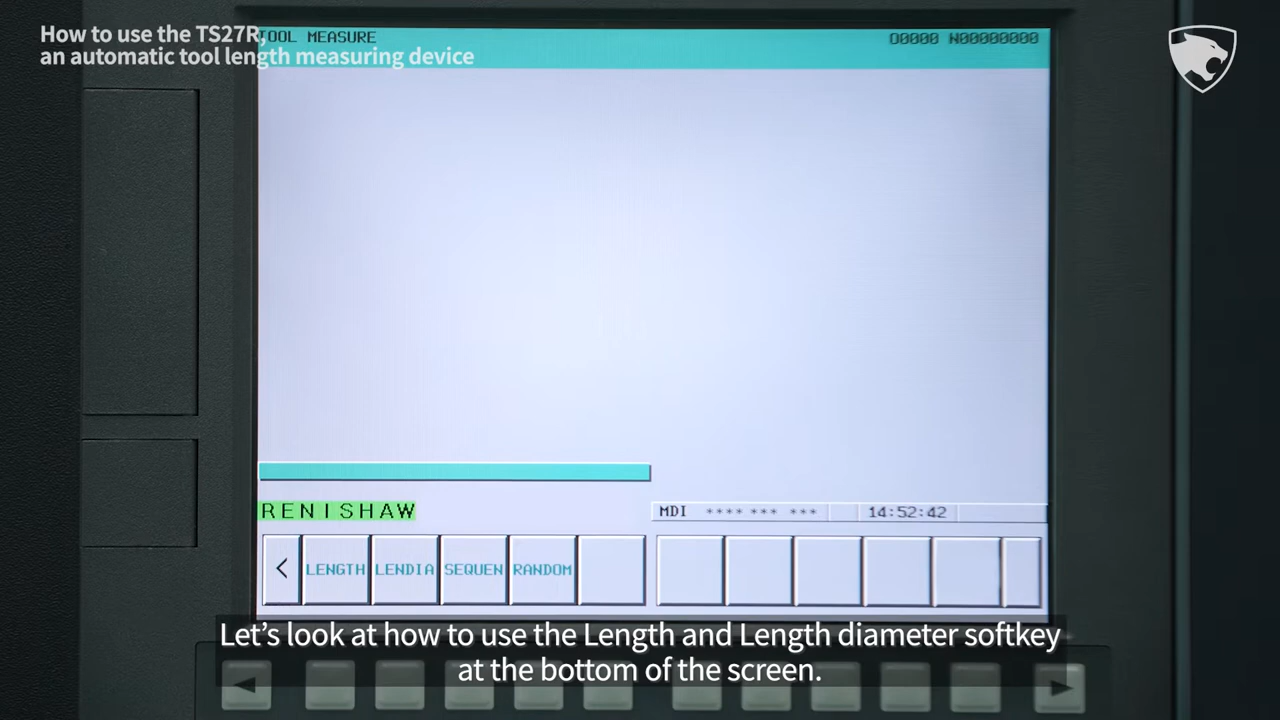 How to use the TS27R,
an automatic tool length measuring device
TOOL MEASURE
O0000 N00000000
RENISHAW
MDI **** *** ***
14:52:42
< LENGTH LENDIA SEQUEN RANDOM
Let's look at how to use the Length and Length diameter softkey
at the bottom of the screen.